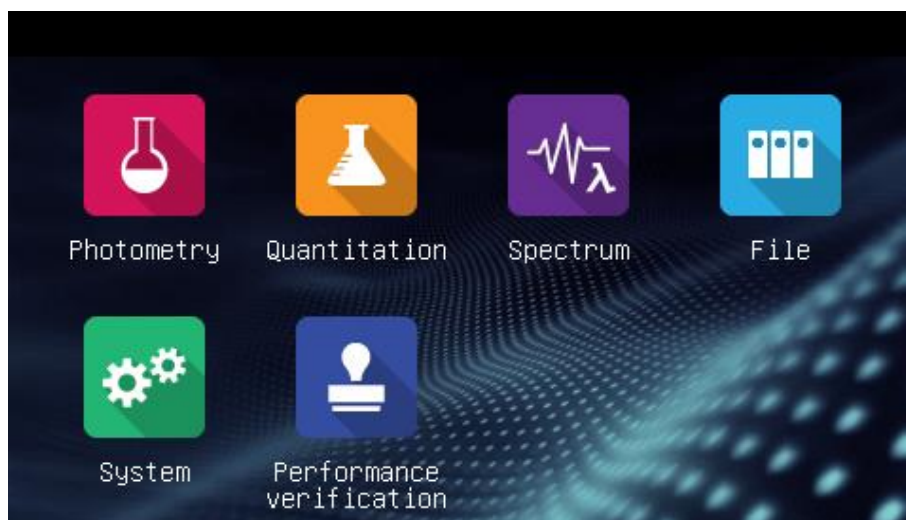 λ
Photometry
Quantitation
Spectrum
File
System
Performance
verification